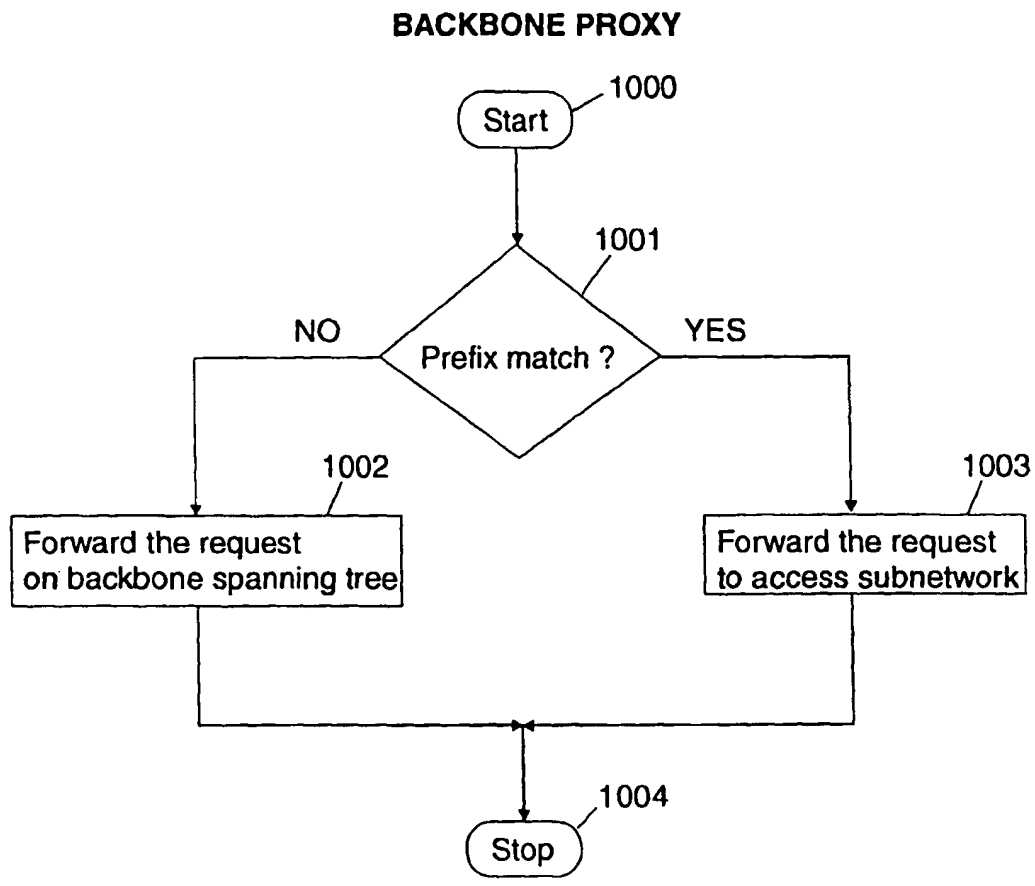 BACKBONE PROXY
1000
Start
1001
NO
YES
Prefix match ?
1002
1003
Forward the request
on backbone spanning tree
Forward the request
to access subnetwork
1004
Stop